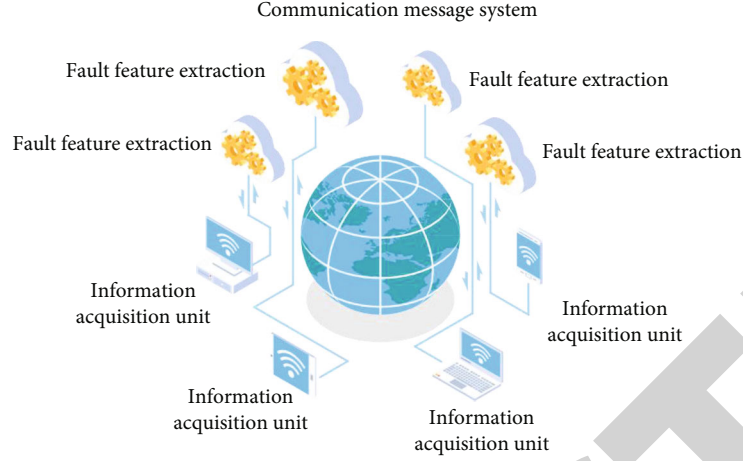 Communication message system
Fault feature extraction
Fault feature extraction
Fault feature extraction
Fault feature extraction
Information
acquisition unit
Information
acquisition unit
Information
acquisition unit
Information
acquisition unit